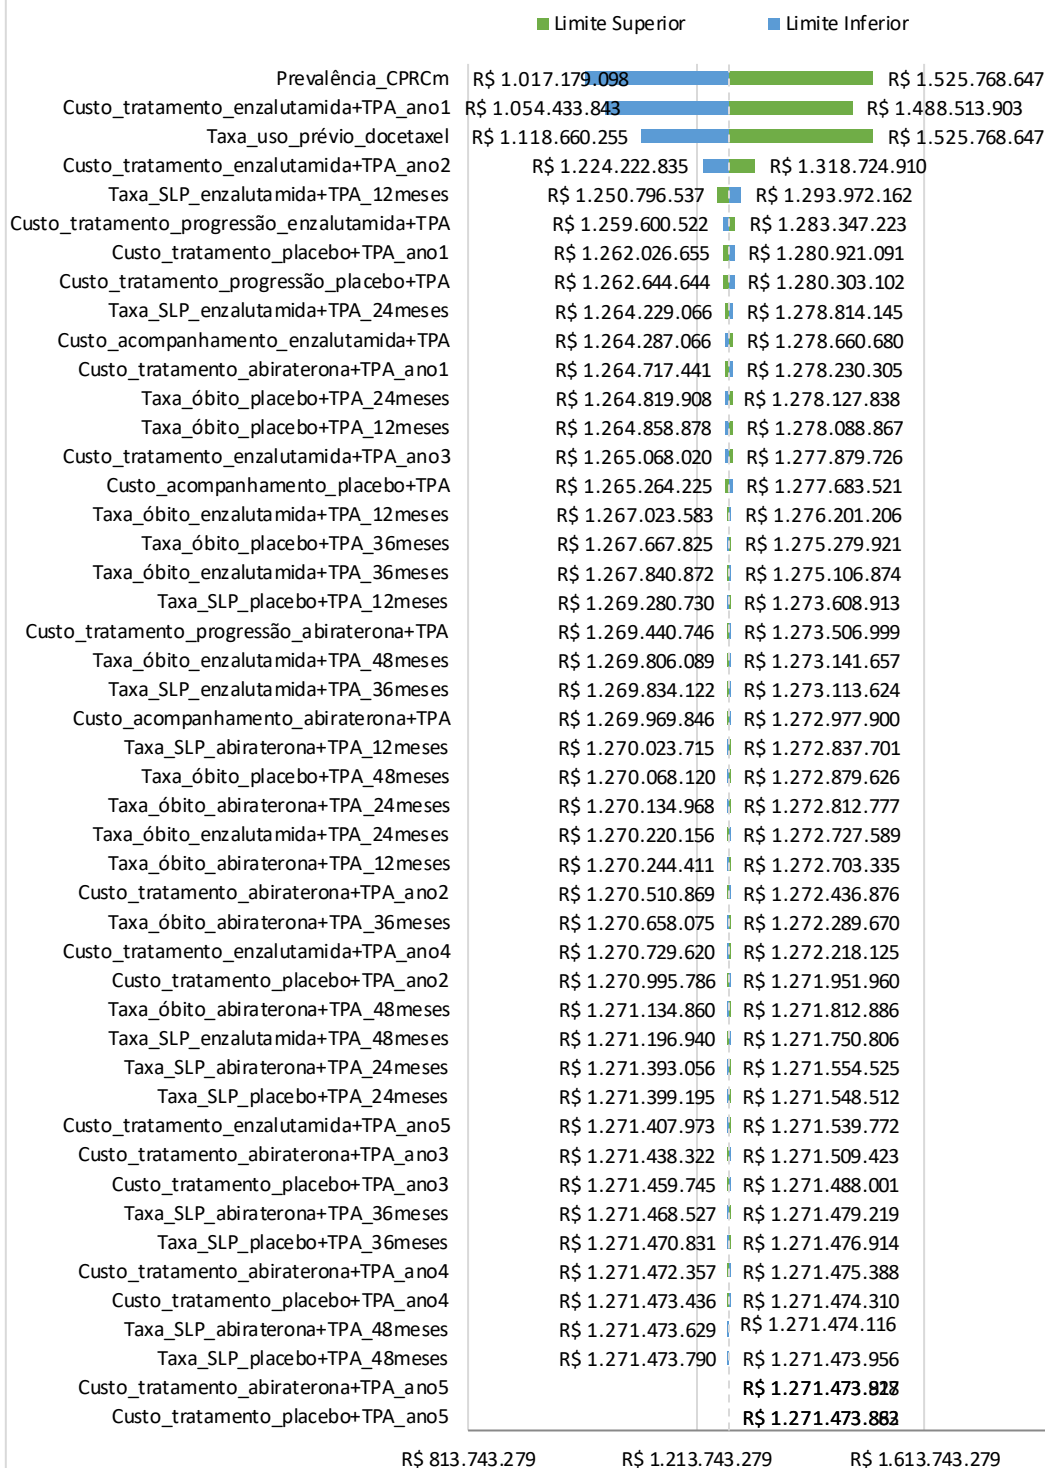 Limite Superior Limite Inferior
Prevalência_CPRCm R$ 1.017.179.098 R$ 1.525.768.647
Custo_tratamento_enzalutamida+TPA_ano1 R$ 1.054.433.843 R$ 1.488.513.903
Taxa_uso_prévio_docetaxel R$ 1.118.660.255 R$ 1.525.768.647
Custo_tratamento_enzalutamida+TPA_ano2 R$ 1.224.222.835 R$ 1.318.724.910
Taxa_SLP_enzalutamida+TPA_12meses R$ 1.250.796.537 R$ 1.293.972.162
Custo_tratamento_progressão_enzalutamida+TPA R$ 1.259.600.522 R$ 1.283.347.223
Custo_tratamento_placebo+TPA_ano1 R$ 1.262.026.655 R$ 1.280.921.091
Custo_tratamento_progressão_placebo+TPA R$ 1.262.644.644 R$ 1.280.303.102
Taxa_SLP_enzalutamida+TPA_24meses R$ 1.264.229.066 R$ 1.278.814.145
Custo_acompanhamento_enzalutamida+TPA R$ 1.264.287.066 R$ 1.278.660.680
Custo_tratamento_abiraterona+TPA_ano1 R$ 1.264.717.441 R$ 1.278.230.305
Taxa_óbito_placebo+TPA_24meses R$ 1.264.819.908 R$ 1.278.127.838
Taxa_óbito_placebo+TPA_12meses R$ 1.264.858.878 R$ 1.278.088.867
Custo_tratamento_enzalutamida+TPA_ano3 R$ 1.265.068.020 R$ 1.277.879.726
Custo_acompanhamento_placebo+TPA R$ 1.265.264.225 R$ 1.277.683.521
Taxa_óbito_enzalutamida+TPA_12meses R$ 1.267.023.583 R$ 1.276.201.206
Taxa_óbito_placebo+TPA_36meses R$ 1.267.667.825 R$ 1.275.279.921
Taxa_óbito_enzalutamida+TPA_36meses R$ 1.267.840.872 R$ 1.275.106.874
Taxa_SLP_placebo+TPA_12meses R$ 1.269.280.730 R$ 1.273.608.913
Custo_tratamento_progressão_abiraterona+TPA R$ 1.269.440.746 R$ 1.273.506.999
Taxa_óbito_enzalutamida+TPA_48meses R$ 1.269.806.089 R$ 1.273.141.657
Taxa_SLP_enzalutamida+TPA_36meses R$ 1.269.834.122 R$ 1.273.113.624
Custo_acompanhamento_abiraterona+TPA R$ 1.269.969.846 R$ 1.272.977.900
Taxa_SLP_abiraterona+TPA_12meses R$ 1.270.023.715 R$ 1.272.837.701
Taxa_óbito_placebo+TPA_48meses R$ 1.270.068.120 R$ 1.272.879.626
Taxa_óbito_abiraterona+TPA_24meses R$ 1.270.134.968 R$ 1.272.812.777
Taxa_óbito_enzalutamida+TPA_24meses R$ 1.270.220.156 R$ 1.272.727.589
Taxa_óbito_abiraterona+TPA_12meses R$ 1.270.244.411 R$ 1.272.703.335
Custo_tratamento_abiraterona+TPA_ano2 R$ 1.270.510.869 R$ 1.272.436.876
Taxa_óbito_abiraterona+TPA_36meses R$ 1.270.658.075 R$ 1.272.289.670
Custo_tratamento_enzalutamida+TPA_ano4 R$ 1.270.729.620 R$ 1.272.218.125
Custo_tratamento_placebo+TPA_ano2 R$ 1.270.995.786 R$ 1.271.951.960
Taxa_óbito_abiraterona+TPA_48meses R$ 1.271.134.860 R$ 1.271.812.886
Taxa_SLP_enzalutamida+TPA_48meses R$ 1.271.196.940 R$ 1.271.750.806
Taxa_SLP_abiraterona+TPA_24meses R$ 1.271.393.056 R$ 1.271.554.525
Taxa_SLP_placebo+TPA_24meses R$ 1.271.399.195 R$ 1.271.548.512
Custo_tratamento_enzalutamida+TPA_ano5 R$ 1.271.407.973 R$ 1.271.539.772
Custo_tratamento_abiraterona+TPA_ano3 R$ 1.271.438.322 R$ 1.271.509.423
Custo_tratamento_placebo+TPA_ano3 R$ 1.271.459.745 R$ 1.271.488.001
Taxa_SLP_abiraterona+TPA_36meses R$ 1.271.468.527 R$ 1.271.479.219
Taxa_SLP_placebo+TPA_36meses R$ 1.271.470.831 R$ 1.271.476.914
Custo_tratamento_abiraterona+TPA_ano4 R$ 1.271.472.357 R$ 1.271.475.388
Custo_tratamento_placebo+TPA_ano4 R$ 1.271.473.436 R$ 1.271.474.310
Taxa_SLP_abiraterona+TPA_48meses R$ 1.271.473.629 R$ 1.271.474.116
Taxa_SLP_placebo+TPA_48meses R$ 1.271.473.790 R$ 1.271.473.956
Custo_tratamento_abiraterona+TPA_ano5 R$
Custo_tratamento_placebo+TPA_ano5 R$
R$ 813.743.279 R$ 1.213.743.279 R$ 1.613.743.279